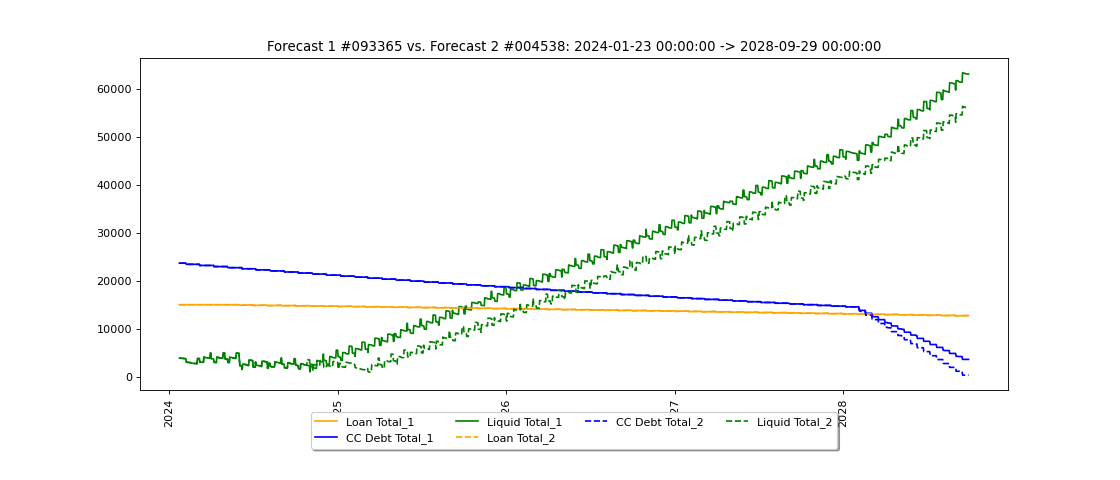 Forecast 1 #093365 vs. Forecast 2 #004538: 2024-01-23 00:00:00 -> 2028-09-29 00:00:00
60000
50000
40000
30000
20000
10000
0
2024
25
26
27
2028
Loan Total_1
Liquid Total_1
CC Debt Total_2
Liquid Total_2
CC Debt Total_1
Loan Total_2